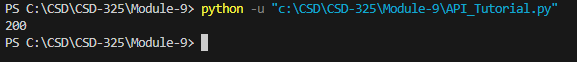 PS C:\CSD\CSD-325\Module-9> python -u "c:\CSD\CSD-325\Module-9\API_Tutorial.py"
200
PS C:\CSD\CSD-325\Module-9>